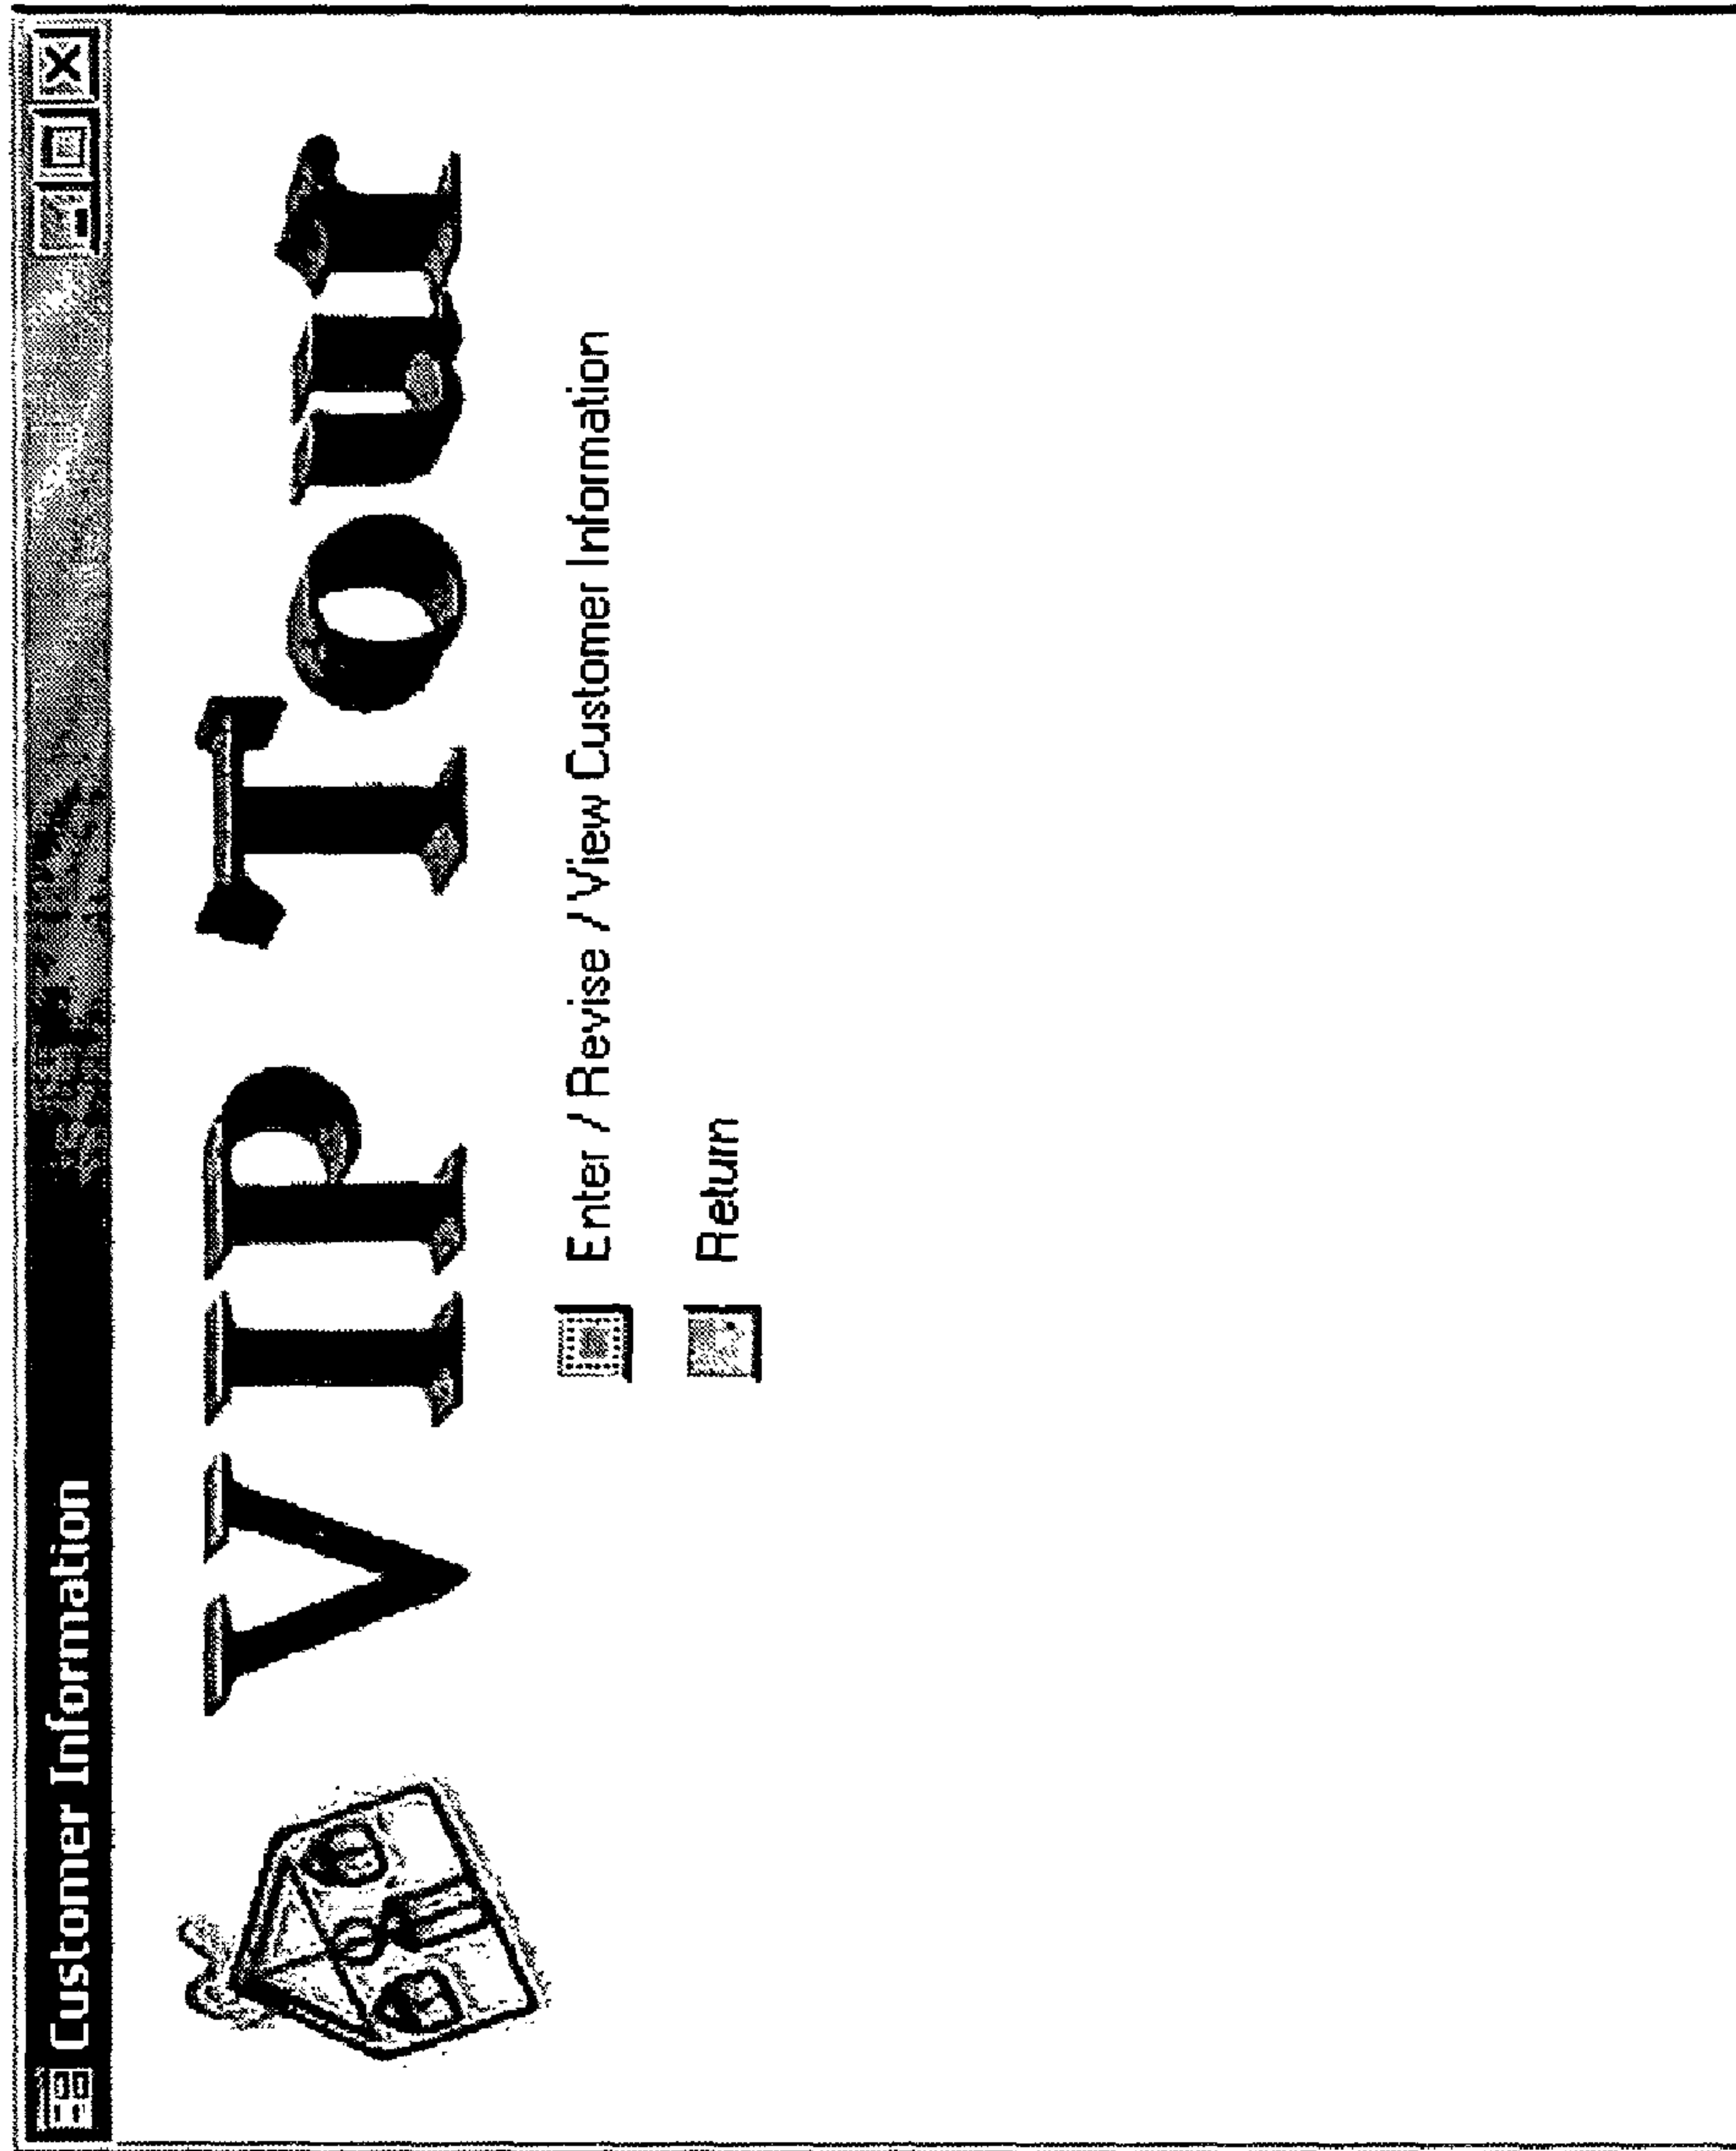 Customer Information
VIP Tour
Enter / Revise / View Customer Information
Return